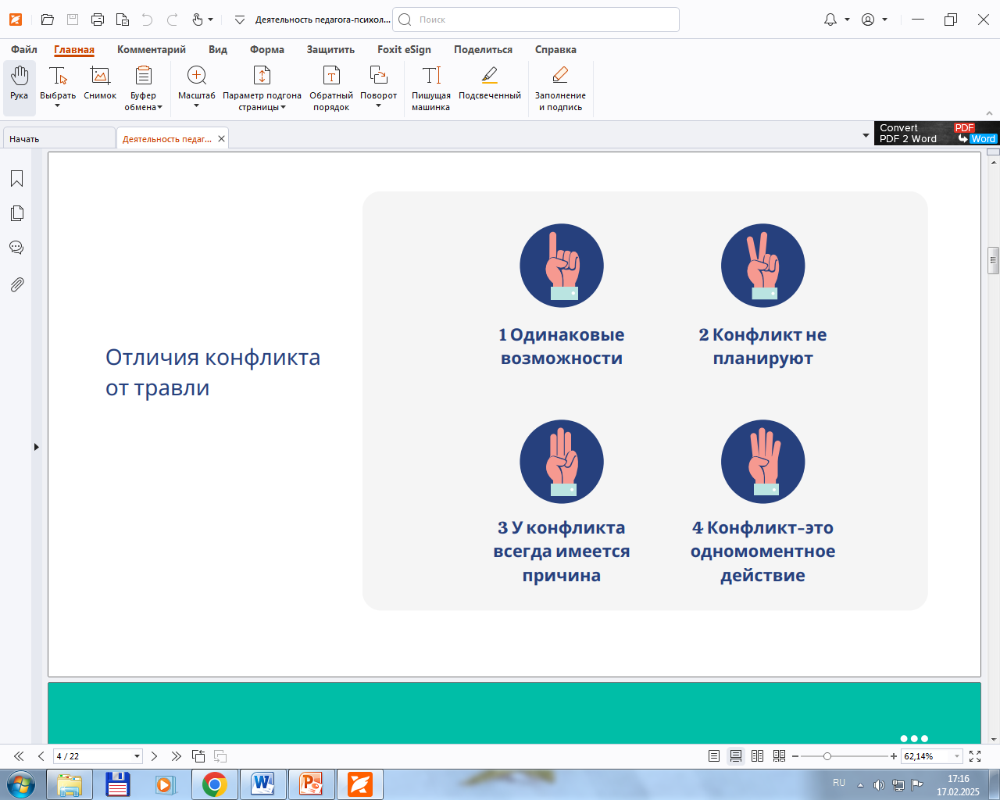 Деятельность педагога-психол...
Поиск
Файл
Главная
Комментарий
Вид
Форма
Защитить
Foxit eSign
Поделиться
Справка
Рука
Выбрать
Снимок
Буфер
обмена
Масштаб
Параметр подгона
страницы
Обратный
порядок
Поворот
Пишущая
машинка
Подсвеченный
Заполнение
и подпись
Начать
Деятельность педаг...
Convert
PDF 2 Word
PDF
Word
Отличия конфликта
от травли
1 Одинаковые
возможности
2 Конфликт не
планируют
3 У конфликта
всегда имеется
причина
4 Конфликт-это
одномоментное
действие
4 / 22
62,14%
RU
17:16
17.02.2025